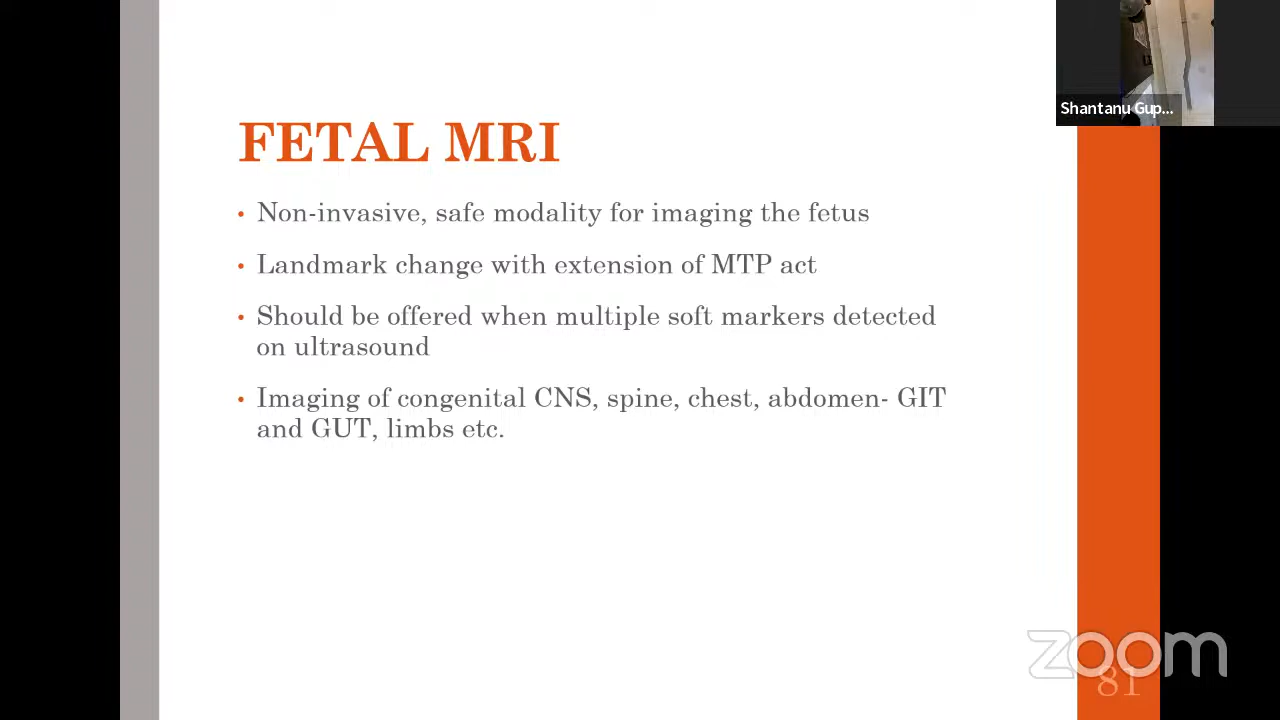 Shantanu Gup...
FETAL MRI
• Non-invasive, safe modality for imaging the fetus
• Landmark change with extension of MTP act
• Should be offered when multiple soft markers detected
on ultrasound
• Imaging of congenital CNS, spine, chest, abdomen- GIT
and GUT, limbs etc.
zoom
81